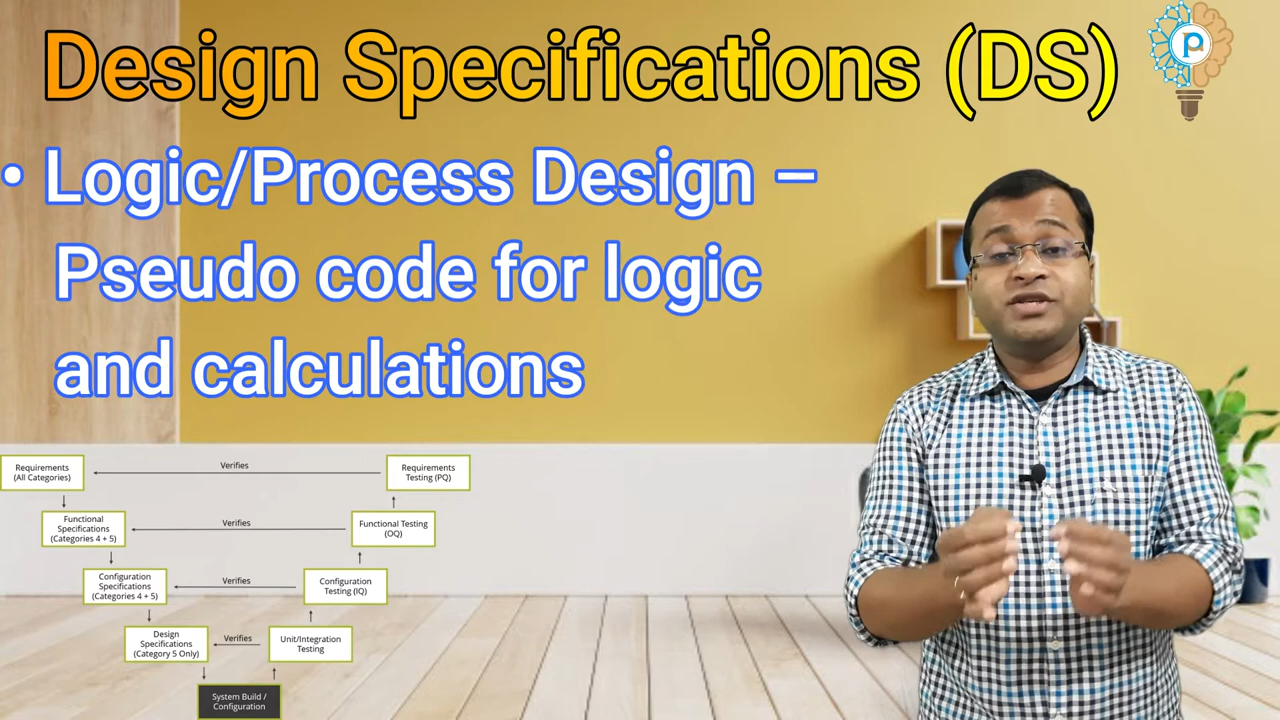 Design Specifications (DS)
P
• Logic/Process Design –
Pseudo code for logic
and calculations
Requirements
(All Categories)
Verifies
Requirements
Testing (PQ)
Functional
Specifications
(Categories 4 + 5)
Verifies
Functional Testing
(OQ)
Configuration
Specifications
(Categories 4 + 5)
Verifies
Configuration
Testing (IQ)
Design
Specifications
(Category 5 Only)
Verifies
Unit/Integration
Testing
System Build /
Configuration